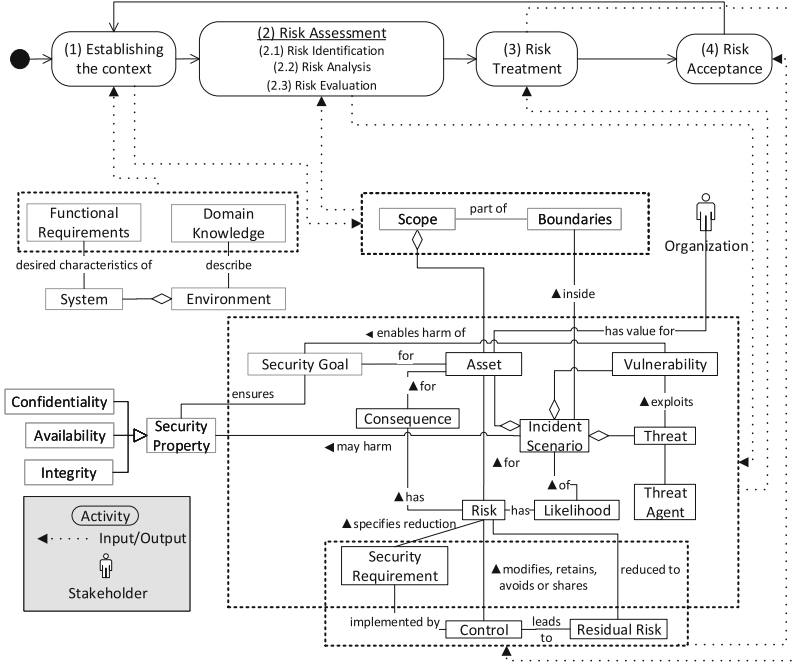 (1) Establishing
the context
(2) Risk Assessment
(2.1) Risk Identification
(2.2) Risk Analysis
(2.3) Risk Evaluation
(3) Risk
Treatment
(4) Risk
Acceptance
Functional
Requirements
Domain
Knowledge
Scope
part of
Boundaries
Organization
desired characteristics of
describe
System
Environment
▲inside
◄ enables harm of
has value for
Security Goal
for
Asset
Vulnerability
ensures
▲for
▲exploits
Confidentiality
Availability
Integrity
Security
Property
Consequence
Incident
Scenario
Threat
◄may harm
▲for
▲of
▲has
Risk
has
Likelihood
Threat
Agent
▲specifies reduction
Activity
Input/Output
Stakeholder
Security
Requirement
▲modifies, retains,
avoids or shares
reduced to
implemented by
Control
leads
to
Residual Risk